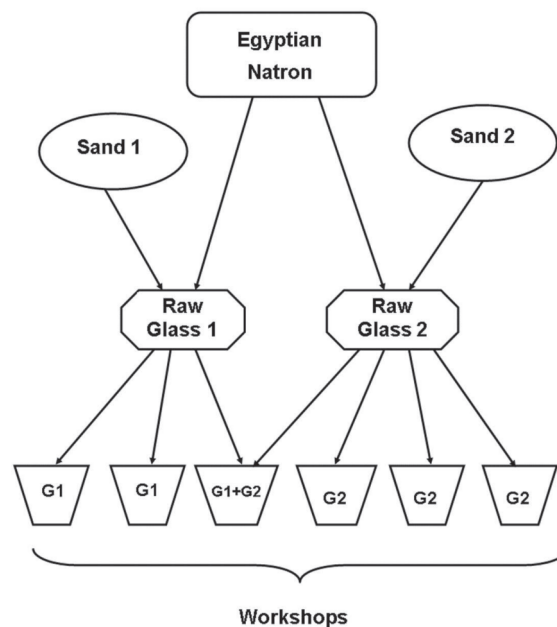 Egyptian
Natron
Sand 1
Sand 2
Raw
Glass 1
Raw
Glass 2
G1
G1
G1+G2
G2
G2
G2
Workshops